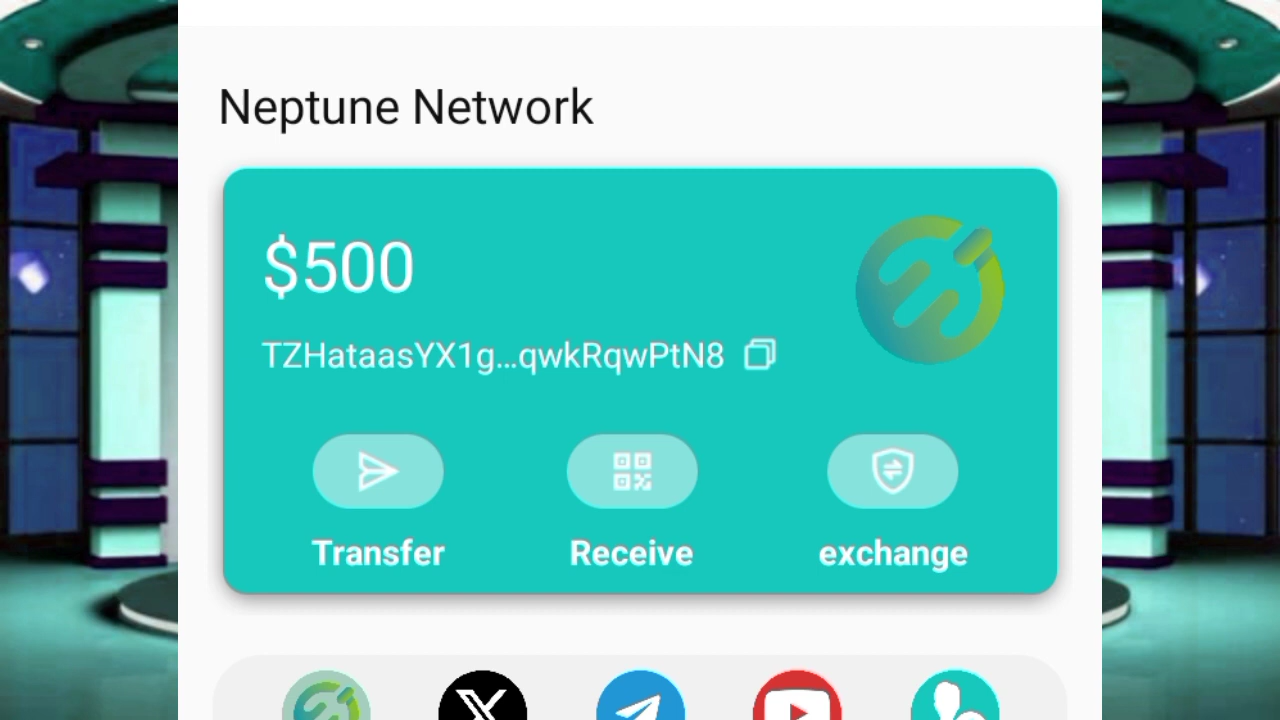 Neptune Network
$500
TZHataasYX1g...qwkRqwPtN8
Transfer
Receive
exchange